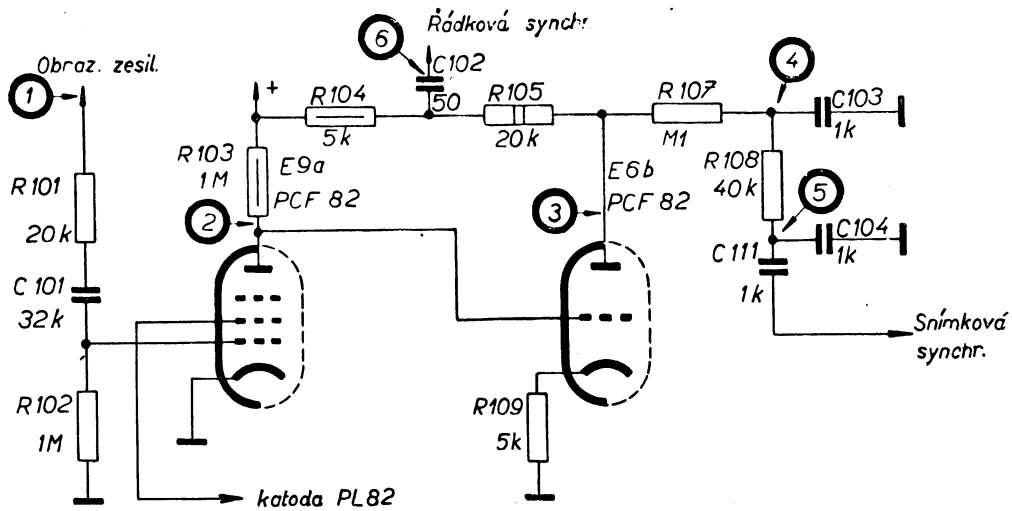 Řádková synchr.
6
Obraz. zesil.
1
C102
50
4
+
R104
5k
R105
20k
R107
M1
C103
1k
R103
1M
E9a
PCF 82
E6b
PCF 82
R108
40k
R101
20k
2
3
5
C104
1k
C101
32k
C111
1k
Snímková
synchr.
R102
1M
R109
5k
katoda PL82